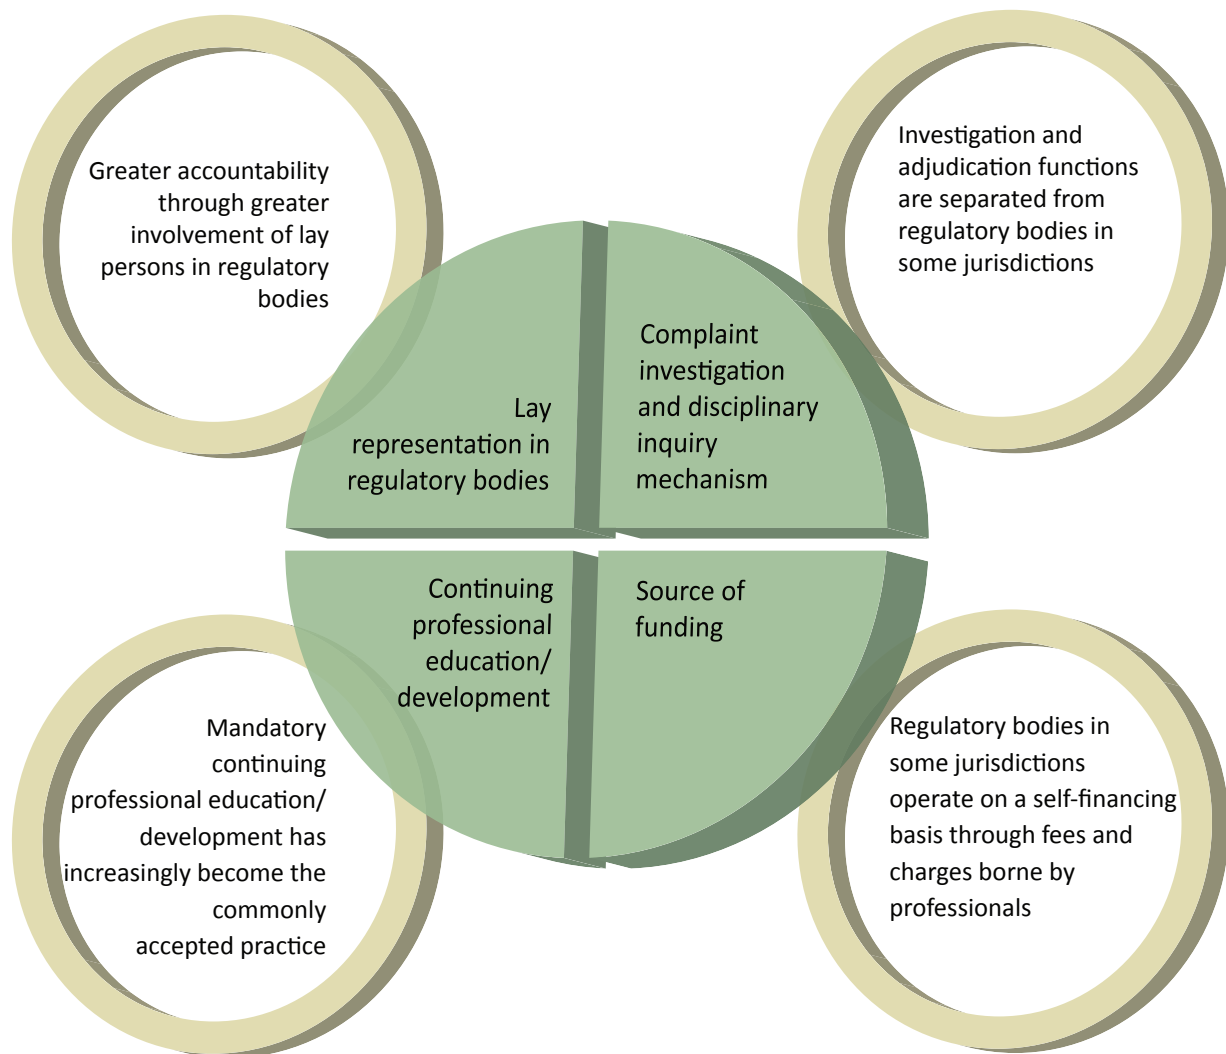 Greater accountability
through greater
involvement of lay
persons in regulatory
bodies
Investigation and
adjudication functions
are separated from
regulatory bodies in
some jurisdictions
Lay
representation in
regulatory bodies
Complaint
investigation
and disciplinary
inquiry
mechanism
Continuing
professional
education/
development
Source of
funding
Mandatory
continuing
professional education/
development has
increasingly become the
commonly
accepted practice
Regulatory bodies in
some jurisdictions
operate on a self-financing
basis through fees and
charges borne by
professionals